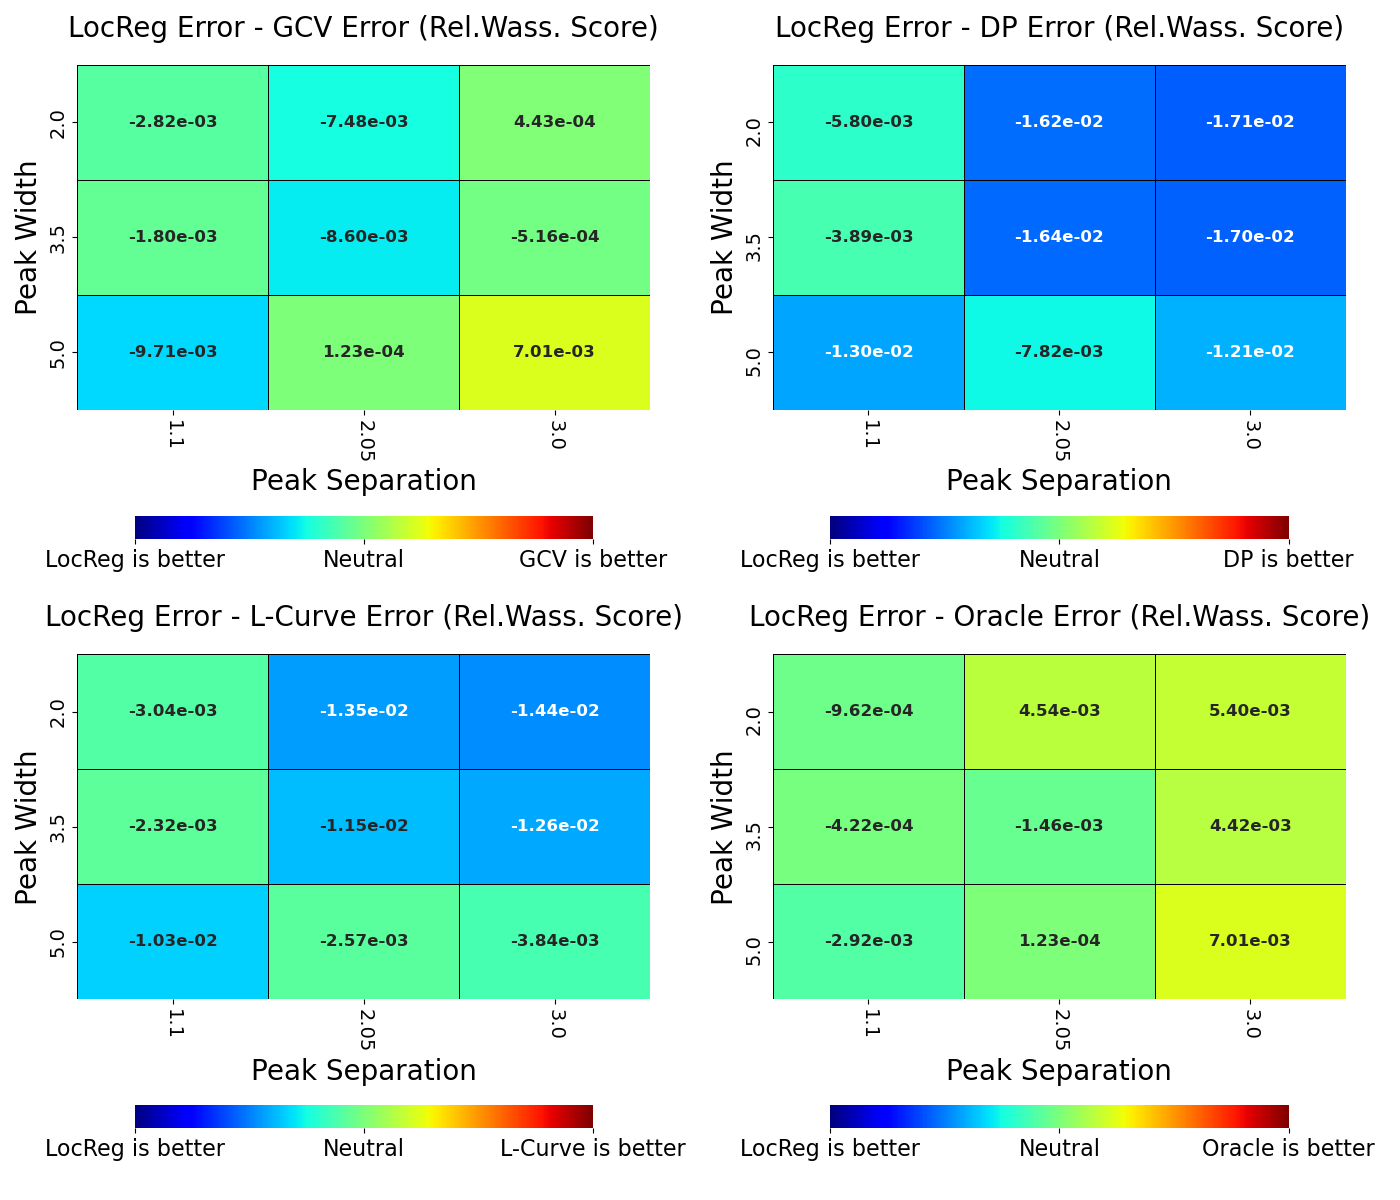 LocReg Error - GCV Error (Rel.Wass. Score)
Peak Width
2.0
-2.82e-03 -7.48e-03 4.43e-04
3.5
-1.80e-03 -8.60e-03 -5.16e-04
5.0
-9.71e-03 1.23e-04 7.01e-03
1.1 2.05 3.0
Peak Separation
LocReg is better Neutral GCV is better
LocReg Error - DP Error (Rel.Wass. Score)
Peak Width
2.0
-5.80e-03 -1.62e-02 -1.71e-02
3.5
-3.89e-03 -1.64e-02 -1.70e-02
5.0
-1.30e-02 -7.82e-03 -1.21e-02
1.1 2.05 3.0
Peak Separation
LocReg is better Neutral DP is better
LocReg Error - L-Curve Error (Rel.Wass. Score)
Peak Width
2.0
-3.04e-03 -1.35e-02 -1.44e-02
3.5
-2.32e-03 -1.15e-02 -1.26e-02
5.0
-1.03e-02 -2.57e-03 -3.84e-03
1.1 2.05 3.0
Peak Separation
LocReg is better Neutral L-Curve is better
LocReg Error - Oracle Error (Rel.Wass. Score)
Peak Width
2.0
-9.62e-04 4.54e-03 5.40e-03
3.5
-4.22e-04 -1.46e-03 4.42e-03
5.0
-2.92e-03 1.23e-04 7.01e-03
1.1 2.05 3.0
Peak Separation
LocReg is better Neutral Oracle is better